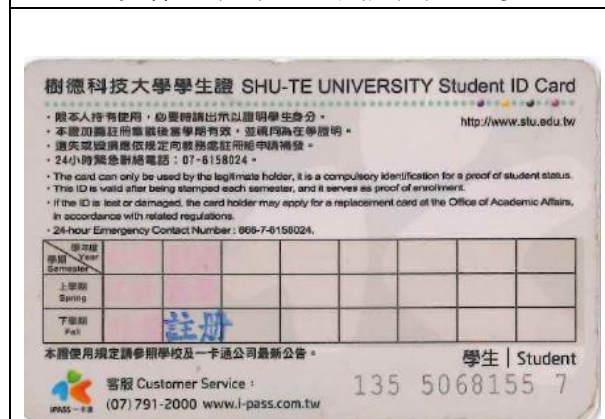 樹德科技大學學生證 SHU-TE UNIVERSITY Student ID Card
http://www.stu.edu.tw
・限本人持有使用,必要時請出示以證明學生身分。
・本證加蓋註冊章戳後當學期有效,並視同為在學證明。
・遺失或毀損應依規定向教務處註冊組申請補發。
・24小時緊急聯絡電話:07-6158024。
・The card can only be used by the legitimate holder, it is a compulsory identification for a proof of student status.
・This ID is valid after being stamped each semester, and it serves as proof of enrollment.
・If the ID is lost or damaged, the card holder may apply for a replacement card at the Office of Academic Affairs,
in accordance with related regulations.
・24-hour Emergency Contact Number: 886-7-6158024.
學年度
Year
學期
Semester
上學期
Spring
下學期
Fall
註冊
本證使用規定請參照學校及一卡通公司最新公告。
學生 | Student
客服 Customer Service:
135 5068155 7
iPASS 一卡通
(07) 791-2000 www.i-pass.com.tw